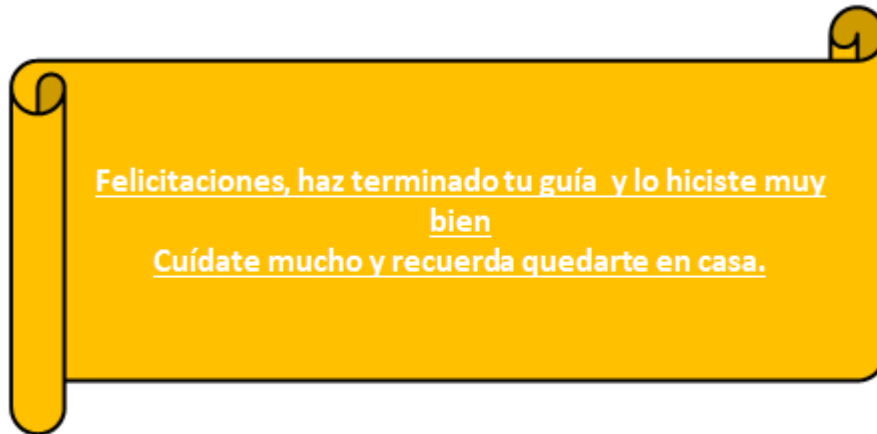 Felicitaciones, haz terminado tu guía  y lo hiciste muy
bien
Cuídate mucho y recuerda quedarte en casa.